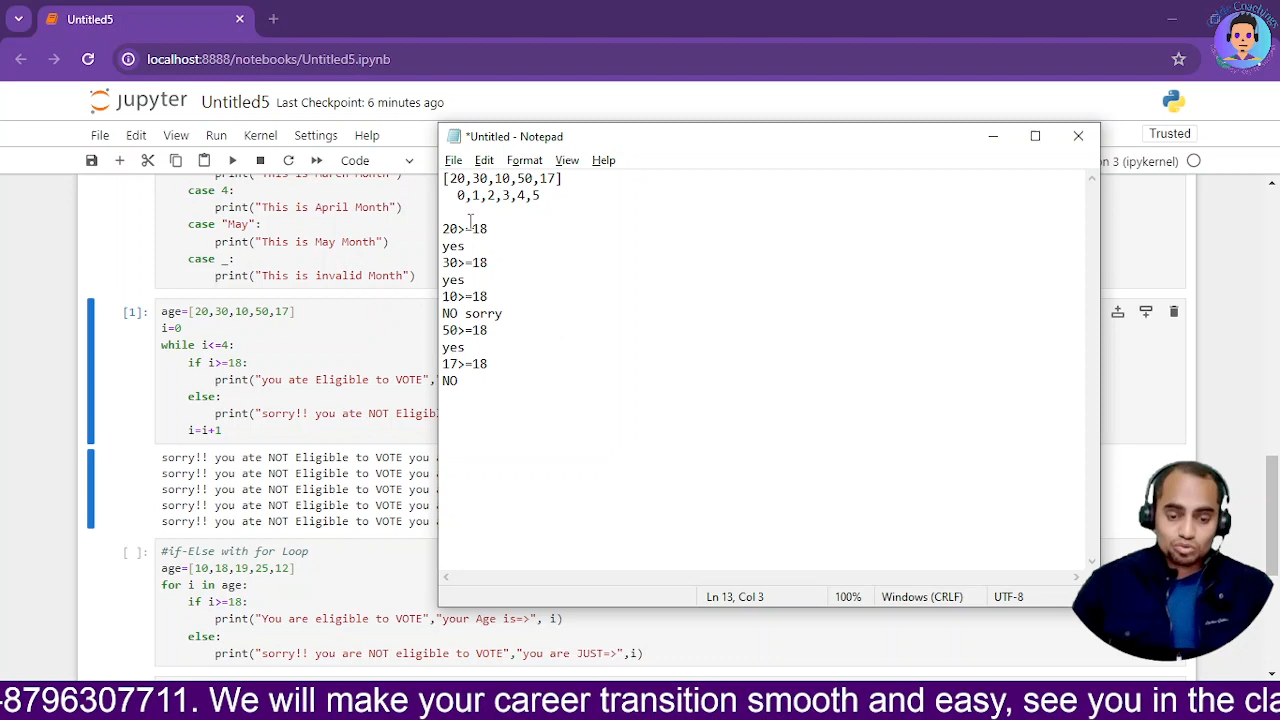 Untitled5
localhost:8888/notebooks/Untitled5.ipynb
jupyter Untitled5 Last Checkpoint: 6 minutes ago
File Edit View Run Kernel Settings Help
Trusted
Code
n 3 (ipykernel)
*Untitled - Notepad
File Edit Format View Help
[20,30,10,50,17]
0,1,2,3,4,5
20>=18
yes
30>=18
yes
10>=18
NO sorry
50>=18
yes
17>=18
NO
Ln 13, Col 3 100% Windows (CRLF) UTF-8
print("This is March Month")
case 4:
print("This is April Month")
case "May":
print("This is May Month")
case _:
print("This is invalid Month")
[1]: age=[20,30,10,50,17]
i=0
while i<=4:
if i>=18:
print("you ate Eligible to VOTE","
else:
print("sorry!! you ate NOT Eligib
i=i+1
sorry!! you ate NOT Eligible to VOTE you
sorry!! you ate NOT Eligible to VOTE you
sorry!! you ate NOT Eligible to VOTE you
sorry!! you ate NOT Eligible to VOTE you
sorry!! you ate NOT Eligible to VOTE you
[ ]: #if-Else with for Loop
age=[10,18,19,25,12]
for i in age:
if i>=18:
print("You are eligible to VOTE","your Age is=>", i)
else:
print("sorry!! you are NOT eligible to VOTE","you are JUST=>",i)
-8796307711. We will make your career transition smooth and easy, see you in the cla